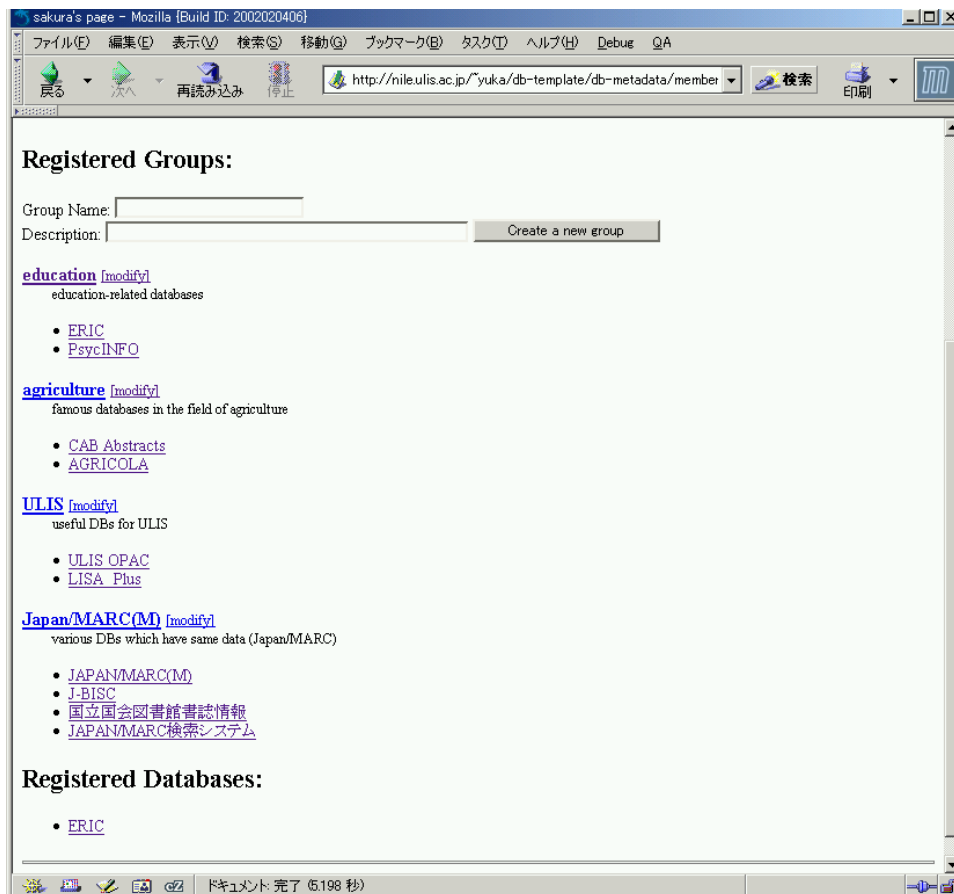 sakura's page - Mozilla {Build ID: 2002020406}
ファイル(F) 編集(E) 表示(V) 検索(S) 移動(G) ブックマーク(B) タスク(T) ヘルプ(H) Debug QA
戻る 次へ 再読み込み 停止 http://nile.ulis.ac.jp/~yuka/db-template/db-metadata/member 検索 印刷
Registered Groups:
Group Name:
Description: Create a new group
education [modify]
education-related databases
ERIC
PsycINFO
agriculture [modify]
famous databases in the field of agriculture
CAB Abstracts
AGRICOLA
ULIS [modify]
useful DBs for ULIS
ULIS OPAC
LISA Plus
Japan/MARC(M) [modify]
various DBs which have same data (Japan/MARC)
JAPAN/MARC(M)
J-BISC
国立国会図書館書誌情報
JAPAN/MARC検索システム
Registered Databases:
ERIC
ドキュメント: 完了 (5.198 秒)